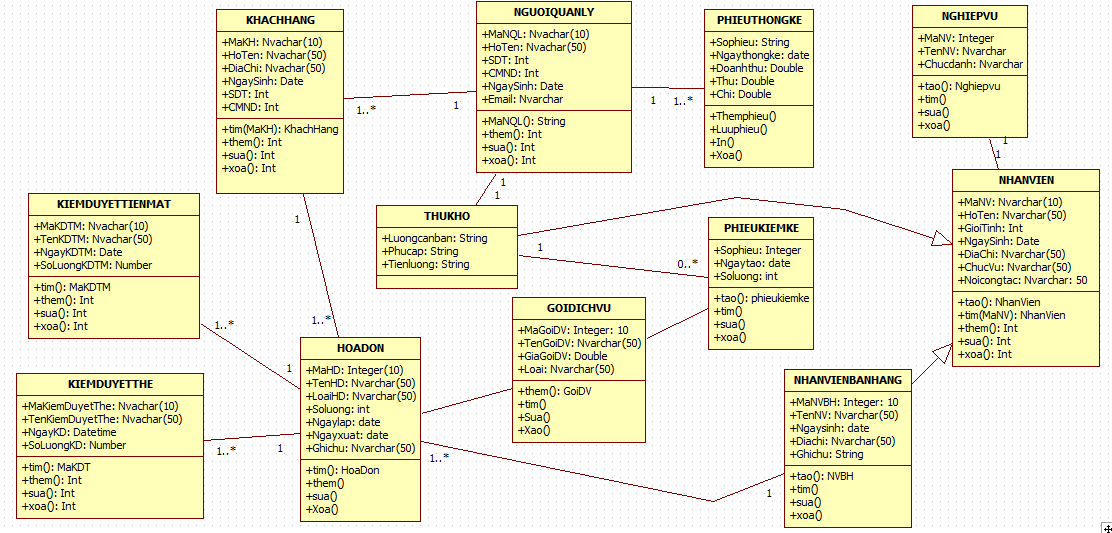 KHACHHANG
+MaKH: Nvachar(10)
+HoTen: Nvachar(50)
+DiaChi: Nvachar(50)
+NgaySinh: Date
+SDT: Int
+CMND: Int
+tim(MaKH): KhachHang
+them(): Int
+sua(): Int
+xoa(): Int
1..*
1
NGUOIQUANLY
+MaNQL: Nvachar(10)
+HoTen: Nvachar(50)
+SDT: Int
+CMND: Int
+NgaySinh: Date
+Email: Nvarchar
+MaNQL(): String
+them(): Int
+sua(): Int
+xoa(): Int
1
1..*
PHIEUTHONGKE
+Sophieu: String
+Ngaythongke: date
+Doanhthu: Double
+Thu: Double
+Chi: Double
+Themphieu()
+Luuphieu()
+In()
+Xoa()
NGHIEPVU
+MaNV: Integer
+TenNV: Nvarchar
+Chucdanh: Nvarchar
+tao(): Nghiepvu
+tim()
+sua()
+xoa()
1
1
NHANVIEN
+MaNV: Nvarchar(10)
+HoTen: Nvarchar(50)
+GioiTinh: Int
+NgaySinh: Date
+DiaChi: Nvarchar(50)
+ChucVu: Nvarchar(50)
+Noicongtac: Nvarchar: 50
+tao(): NhanVien
+tim(MaNV): NhanVien
+them(): Int
+sua(): Int
+xoa(): Int
KIEMDUYETTIENMAT
+MaKDTM: Nvachar(10)
+TenKDTM: Nvachar(50)
+NgayKDTM: Date
+SoLuongKDTM: Number
+tim(): MaKDTM
+them(): Int
+sua(): Int
+xoa(): Int
1..*
1
1
1..*
1
1
THUKHO
+Luongcanban: String
+Phucap: String
+Tienluong: String
1
0..*
PHIEUKIEMKE
+Sophieu: Integer
+Ngaytao: date
+Soluong: int
+tao(): phieukiemke
+tim()
+sua()
+xoa()
GOIDICHVU
+MaGoiDV: Integer: 10
+TenGoiDV: Nvarchar(50)
+GiaGoiDV: Double
+Loai: Nvarchar(50)
+them(): GoiDV
+tim()
+Sua()
+Xao()
HOADON
+MaHD: Integer(10)
+TenHD: Nvarchar(50)
+LoaiHD: Nvarchar(50)
+Soluong: int
+Ngaylap: date
+Ngayxuat: date
+Ghichu: Nvarchar(50)
+tim(): HoaDon
+them()
+sua()
+Xoa()
KIEMDUYETTHE
+MaKiemDuyetThe: Nvachar(10)
+TenKiemDuyetThe: Nvachar(50)
+NgayKD: Datetime
+SoLuongKD: Number
+tim(): MaKDT
+them(): Int
+sua(): Int
+xoa(): Int
1..*
1
1..*
1
NHANVIENBANHANG
+MaNVBH: Integer: 10
+TenNV: Nvarchar(50)
+Ngaysinh: date
+Diachi: Nvarchar(50)
+Ghichu: String
+tao(): NVBH
+tim()
+sua()
+xoa()